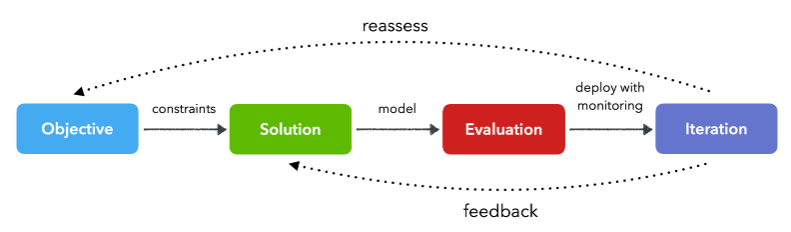 reassess
deploy with
monitoring
constraints
model
Objective
Solution
Evaluation
Iteration
feedback